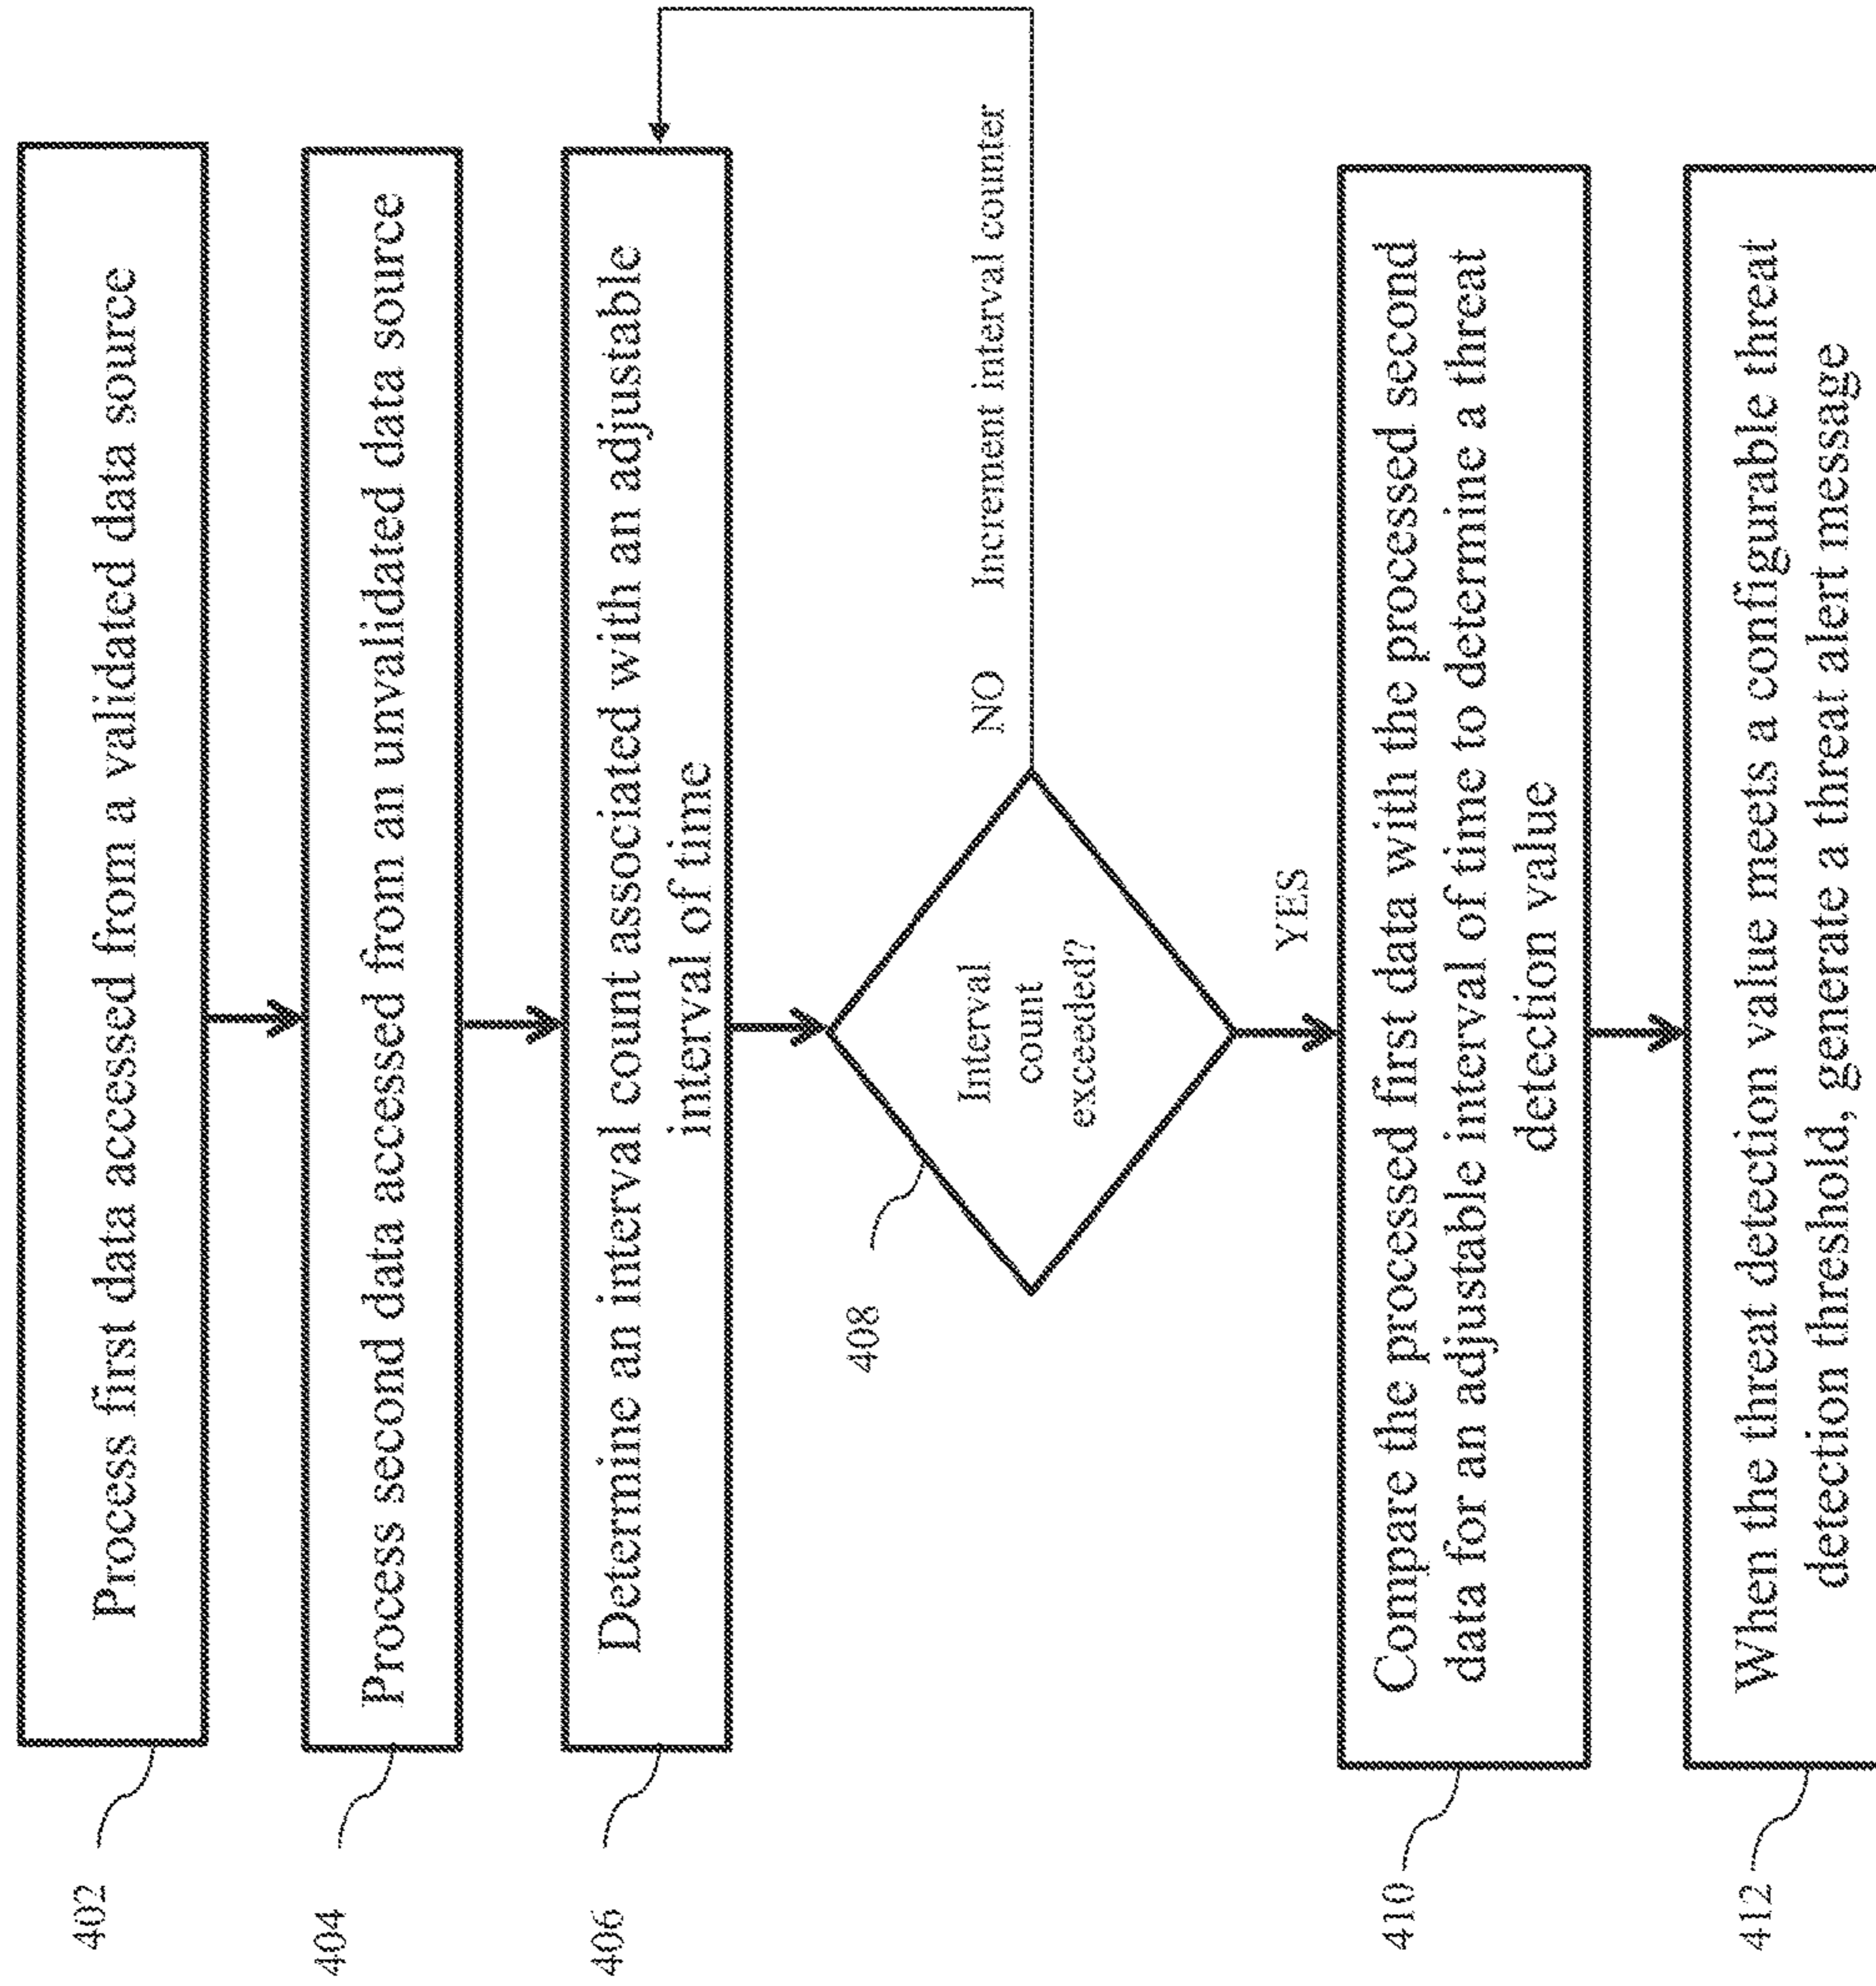 402
Process first data accessed from a validated data source
404
Process second data accessed from an unvalidated data source
406
Determine an interval count associated with an adjustable
interval of time
408
Interval
count
exceeded?
NO
Increment interval counter
YES
410
Compare the processed first data with the processed second
data for an adjustable interval of time to determine a threat
detection value
412
When the threat detection value meets a configurable threat
detection threshold, generate a threat alert message